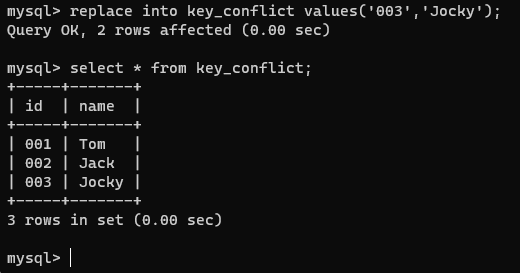 mysql> replace into key_conflict values('003','Jocky');
Query OK, 2 rows affected (0.00 sec)
mysql> select * from key_conflict;
+-----+-------+
| id  | name  |
+-----+-------+
| 001 | Tom   |
| 002 | Jack  |
| 003 | Jocky |
+-----+-------+
3 rows in set (0.00 sec)
mysql>